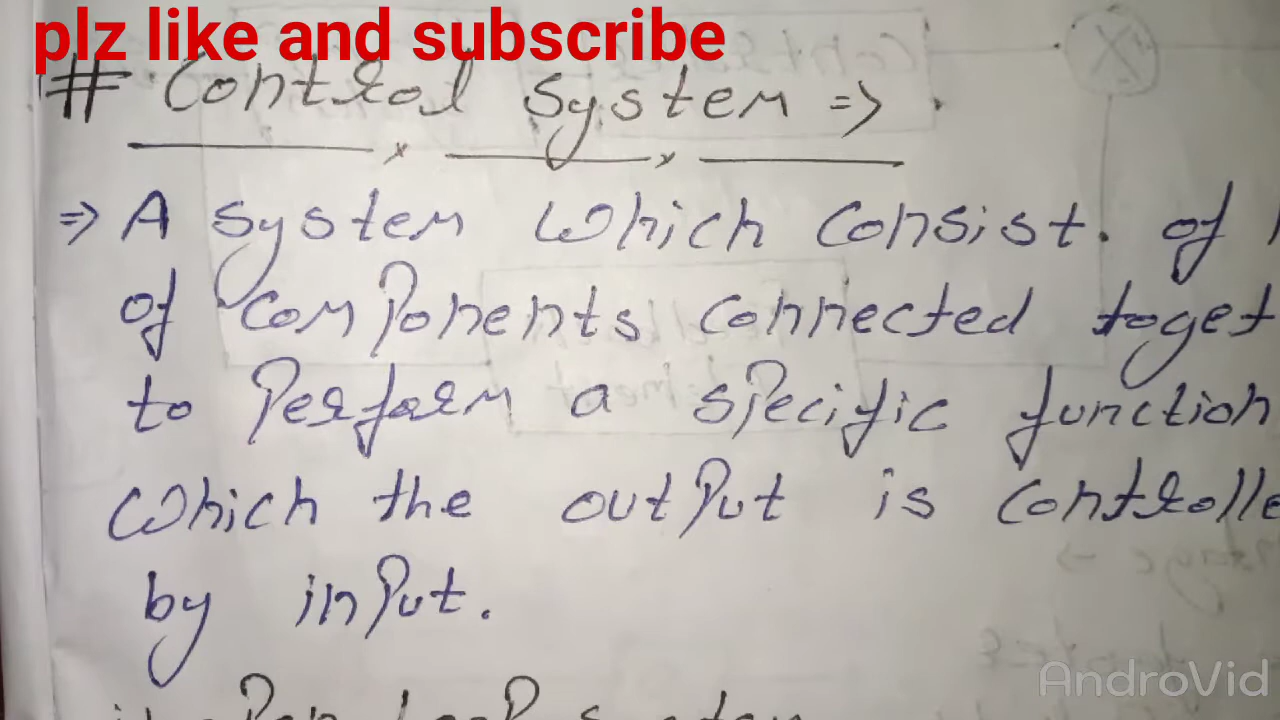 plz like and subscribe
# Control System =>
=> A system which consist. of
of components connected toget
to perform a specific function
which the output is controlle
by input.
AndroVid